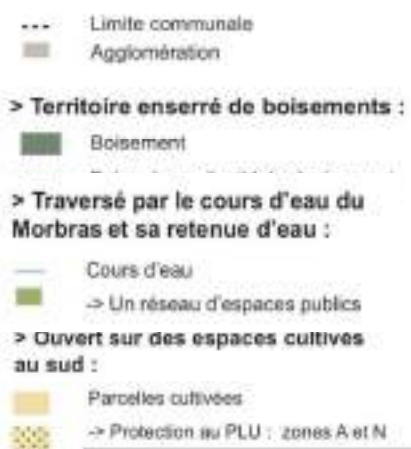 Limite communale
Agglomération
> Territoire enserré de boisements :
Boisement
> Traversé par le cours d'eau du
Morbras et sa retenue d'eau :
Cours d'eau
-> Un réseau d'espaces publics
> Ouvert sur des espaces cultivés
au sud :
Parcelles cultivées
-> Protection au PLU : zones A et N